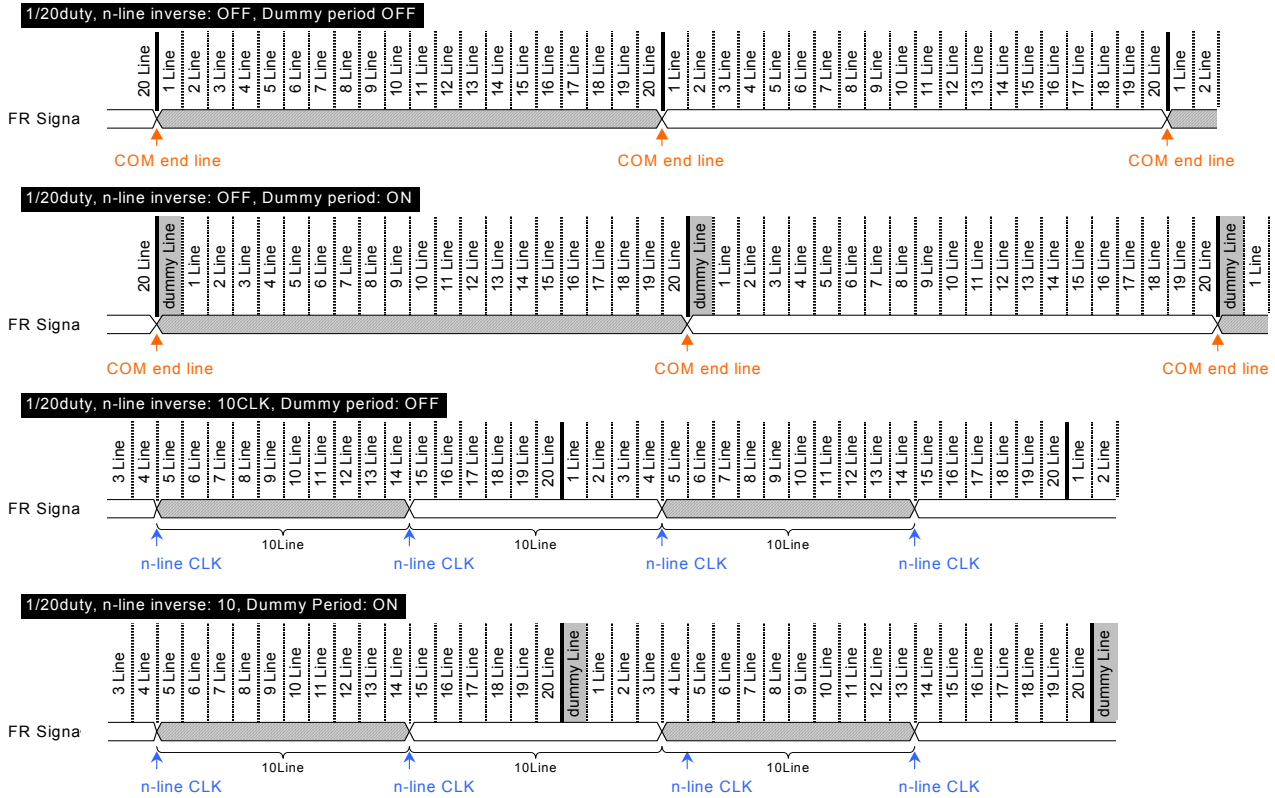 1/20duty, n-line inverse: OFF, Dummy period OFF
20 Line 1 Line 2 Line 3 Line 4 Line 5 Line 6 Line 7 Line 8 Line 9 Line 10 Line 11 Line 12 Line 13 Line 14 Line 15 Line 16 Line 17 Line 18 Line 19 Line 20 Line 1 Line 2 Line 3 Line 4 Line 5 Line 6 Line 7 Line 8 Line 9 Line 10 Line 11 Line 12 Line 13 Line 14 Line 15 Line 16 Line 17 Line 18 Line 19 Line 20 Line 1 Line 2 Line
FR Signa
COM end line COM end line COM end line
1/20duty, n-line inverse: OFF, Dummy period: ON
20 Line dummy Line 1 Line 2 Line 3 Line 4 Line 5 Line 6 Line 7 Line 8 Line 9 Line 10 Line 11 Line 12 Line 13 Line 14 Line 15 Line 16 Line 17 Line 18 Line 19 Line 20 Line dummy Line 1 Line 2 Line 3 Line 4 Line 5 Line 6 Line 7 Line 8 Line 9 Line 10 Line 11 Line 12 Line 13 Line 14 Line 15 Line 16 Line 17 Line 18 Line 19 Line 20 Line dummy Line 1 Line
FR Signa
COM end line COM end line COM end line
1/20duty, n-line inverse: 10CLK, Dummy period: OFF
3 Line 4 Line 5 Line 6 Line 7 Line 8 Line 9 Line 10 Line 11 Line 12 Line 13 Line 14 Line 15 Line 16 Line 17 Line 18 Line 19 Line 20 Line 1 Line 2 Line 3 Line 4 Line 5 Line 6 Line 7 Line 8 Line 9 Line 10 Line 11 Line 12 Line 13 Line 14 Line 15 Line 16 Line 17 Line 18 Line 19 Line 20 Line 1 Line 2 Line
FR Signa
10Line 10Line 10Line
n-line CLK n-line CLK n-line CLK n-line CLK
1/20duty, n-line inverse: 10, Dummy Period: ON
3 Line 4 Line 5 Line 6 Line 7 Line 8 Line 9 Line 10 Line 11 Line 12 Line 13 Line 14 Line 15 Line 16 Line 17 Line 18 Line 19 Line 20 Line dummy Line 1 Line 2 Line 3 Line 4 Line 5 Line 6 Line 7 Line 8 Line 9 Line 10 Line 11 Line 12 Line 13 Line 14 Line 15 Line 16 Line 17 Line 18 Line 19 Line 20 Line dummy Line
FR Signa
10Line 10Line 10Line
n-line CLK n-line CLK n-line CLK n-line CLK